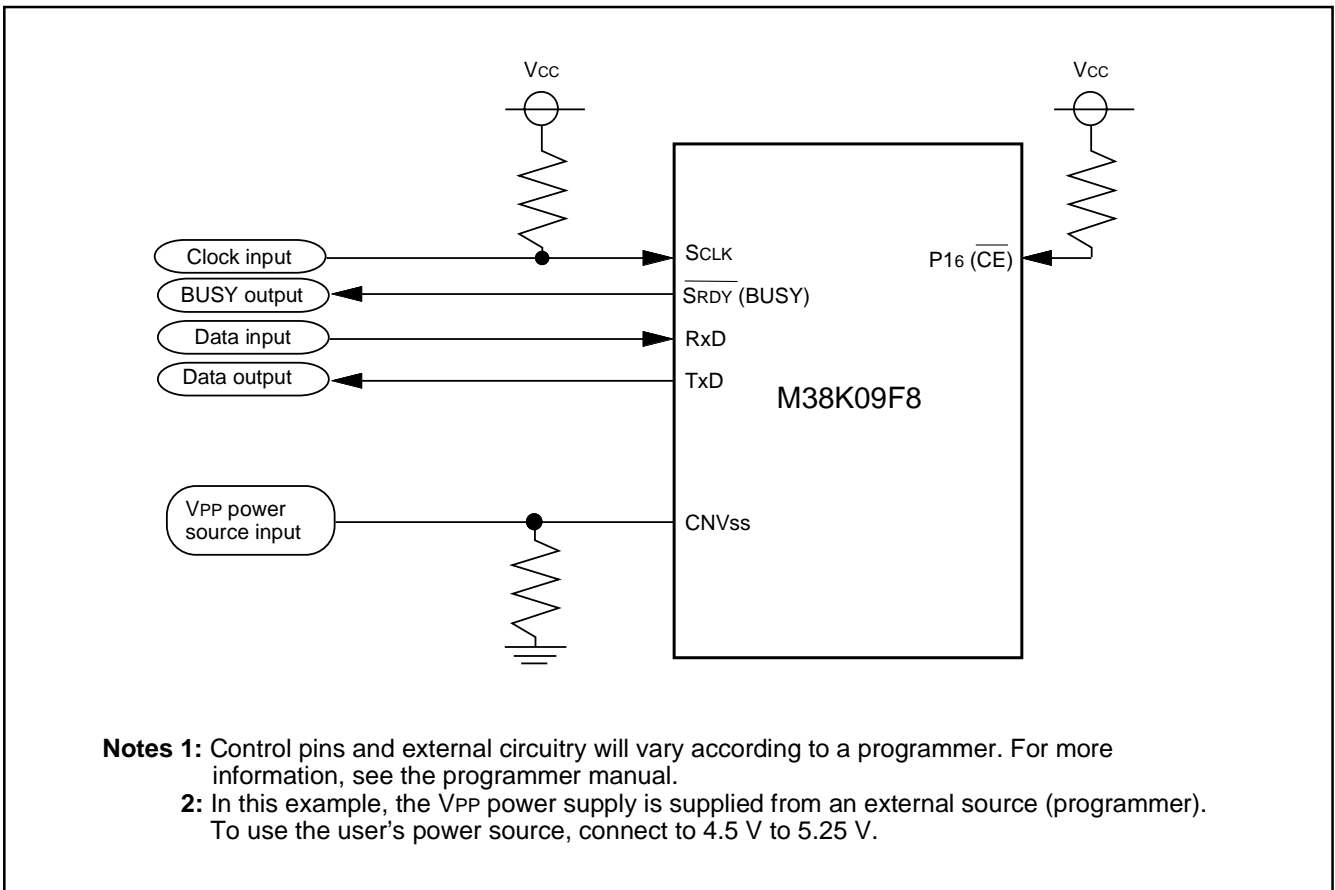 Vcc
Vcc
Clock input
SCLK
P16 (CE)
BUSY output
SRDY (BUSY)
Data input
RxD
Data output
TxD
M38K09F8
VPP power
source input
CNVss
Notes 1: Control pins and external circuitry will vary according to a programmer. For more
information, see the programmer manual.
2: In this example, the VPP power supply is supplied from an external source (programmer).
To use the user's power source, connect to 4.5 V to 5.25 V.